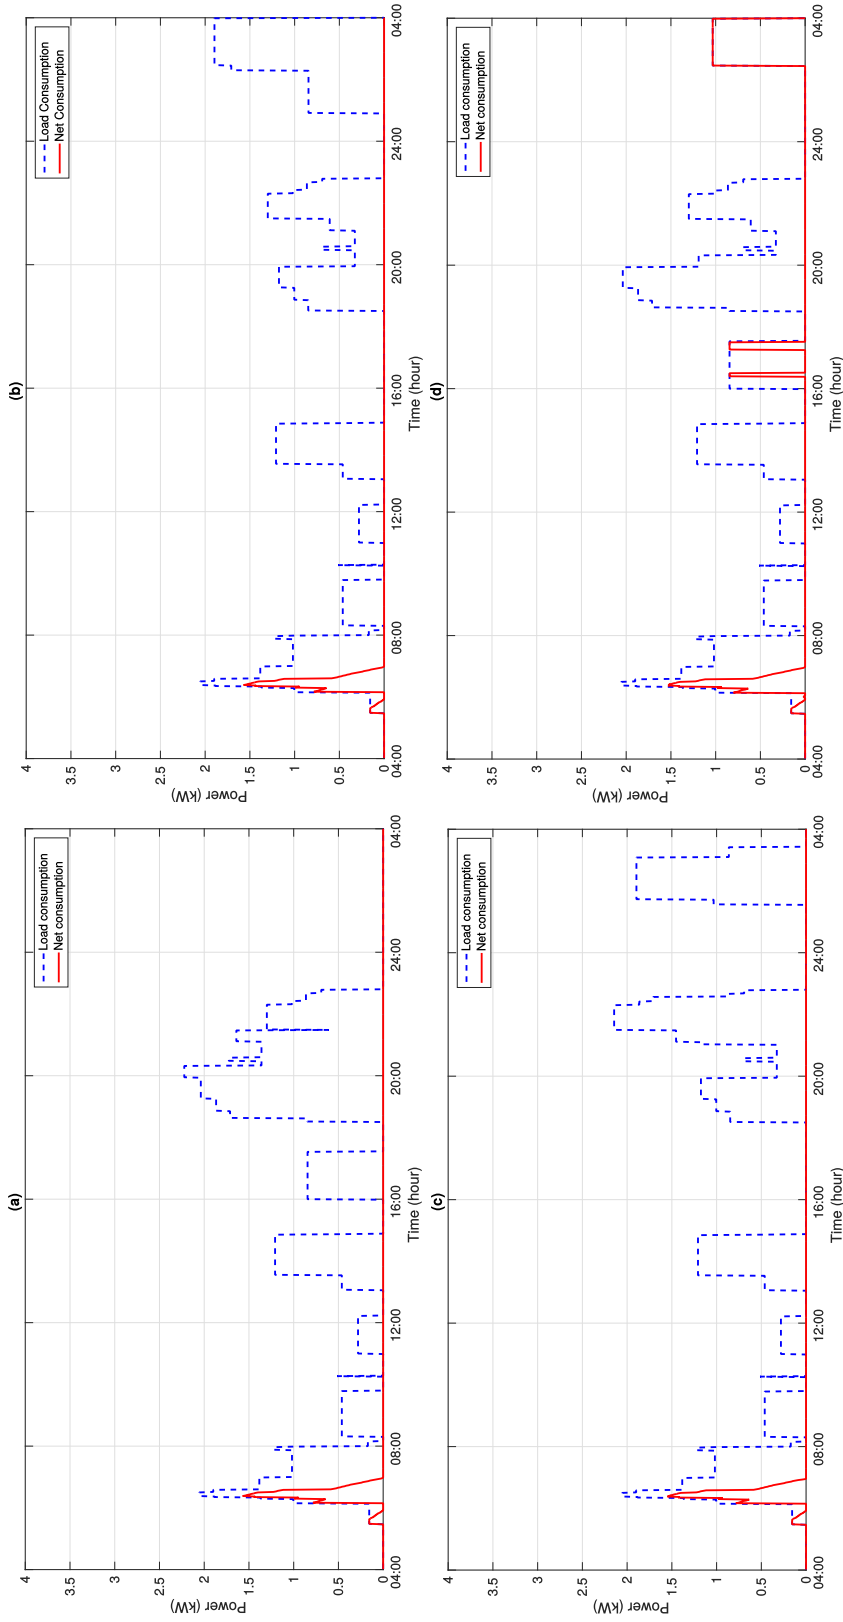 (a)
Load consumption
Net consumption
4
3.5
3
2.5
2
1.5
1
0.5
0
Power (kW)
04:00 08:00 12:00 16:00 20:00 24:00 04:00
Time (hour)
(b)
Load Consumption
Net Consumption
4
3.5
3
2.5
2
1.5
1
0.5
0
Power (kW)
04:00 08:00 12:00 16:00 20:00 24:00 04:00
Time (hour)
(c)
Load consumption
Net consumption
4
3.5
3
2.5
2
1.5
1
0.5
0
Power (kW)
04:00 08:00 12:00 16:00 20:00 24:00 04:00
Time (hour)
(d)
Load consumption
Net consumption
4
3.5
3
2.5
2
1.5
1
0.5
0
Power (kW)
04:00 08:00 12:00 16:00 20:00 24:00 04:00
Time (hour)